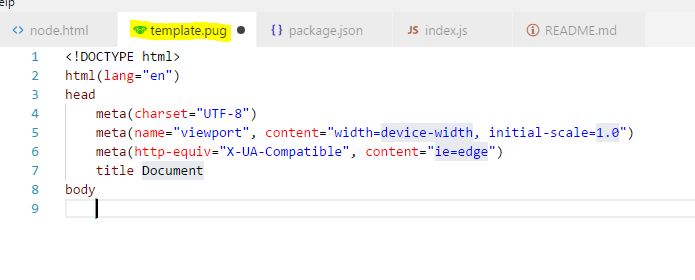 elp
node.html template.pug package.json JS index.js README.md
1 <!DOCTYPE html>
2 html(lang="en")
3 head
4 meta(charset="UTF-8")
5 meta(name="viewport", content="width=device-width, initial-scale=1.0")
6 meta(http-equiv="X-UA-Compatible", content="ie=edge")
7 title Document
8 body
9